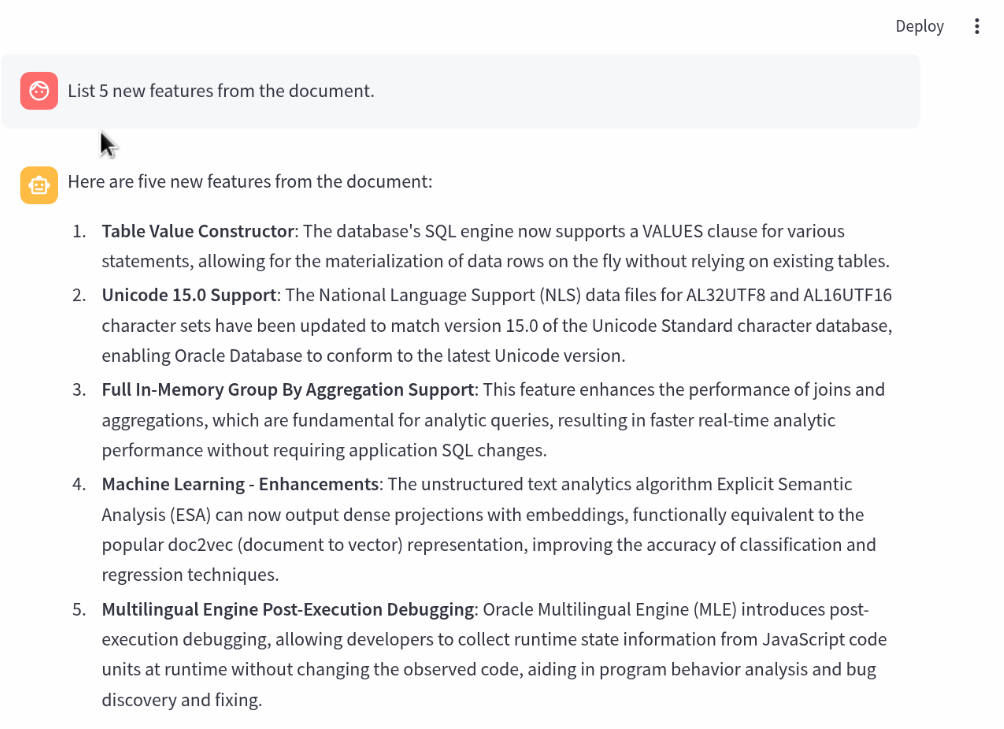 Deploy
List 5 new features from the document.
Here are five new features from the document:
1. Table Value Constructor: The database's SQL engine now supports a VALUES clause for various
statements, allowing for the materialization of data rows on the fly without relying on existing tables.
2. Unicode 15.0 Support: The National Language Support (NLS) data files for AL32UTF8 and AL16UTF16
character sets have been updated to match version 15.0 of the Unicode Standard character database,
enabling Oracle Database to conform to the latest Unicode version.
3. Full In-Memory Group By Aggregation Support: This feature enhances the performance of joins and
aggregations, which are fundamental for analytic queries, resulting in faster real-time analytic
performance without requiring application SQL changes.
4. Machine Learning - Enhancements: The unstructured text analytics algorithm Explicit Semantic
Analysis (ESA) can now output dense projections with embeddings, functionally equivalent to the
popular doc2vec (document to vector) representation, improving the accuracy of classification and
regression techniques.
5. Multilingual Engine Post-Execution Debugging: Oracle Multilingual Engine (MLE) introduces post-
execution debugging, allowing developers to collect runtime state information from JavaScript code
units at runtime without changing the observed code, aiding in program behavior analysis and bug
discovery and fixing.